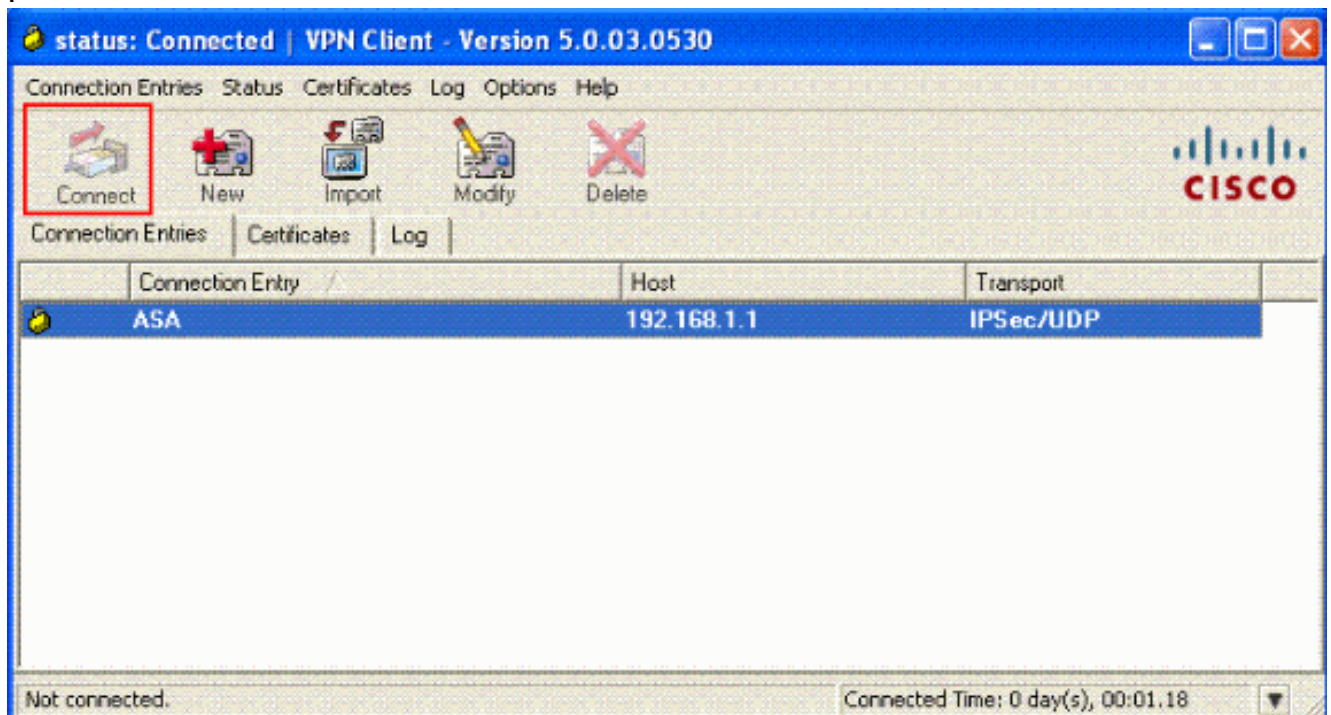 status: Connected | VPN Client - Version 5.0.03.0530
Connection Entries Status Certificates Log Options Help
Connect New Import Modify Delete
CISCO
Connection Entries Certificates Log
Connection Entry Host Transport
ASA 192.168.1.1 IPSec/UDP
Not connected. Connected Time: 0 day(s), 00:01.18